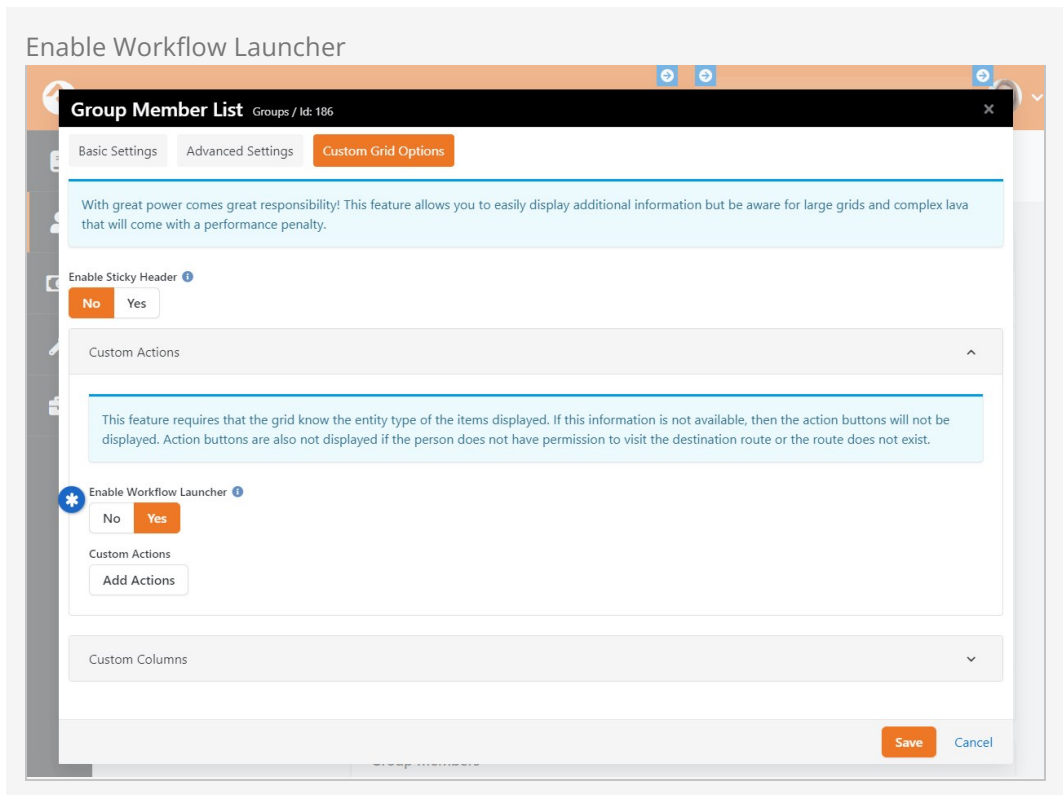 Enable Workflow Launcher
Group Member List Groups / Id: 186
Basic Settings Advanced Settings Custom Grid Options
With great power comes great responsibility! This feature allows you to easily display additional information but be aware for large grids and complex lava
that will come with a performance penalty.
Enable Sticky Header
No Yes
Custom Actions
This feature requires that the grid know the entity type of the items displayed. If this information is not available, then the action buttons will not be
displayed. Action buttons are also not displayed if the person does not have permission to visit the destination route or the route does not exist.
Enable Workflow Launcher
No Yes
Custom Actions
Add Actions
Custom Columns
Save Cancel
Group Members